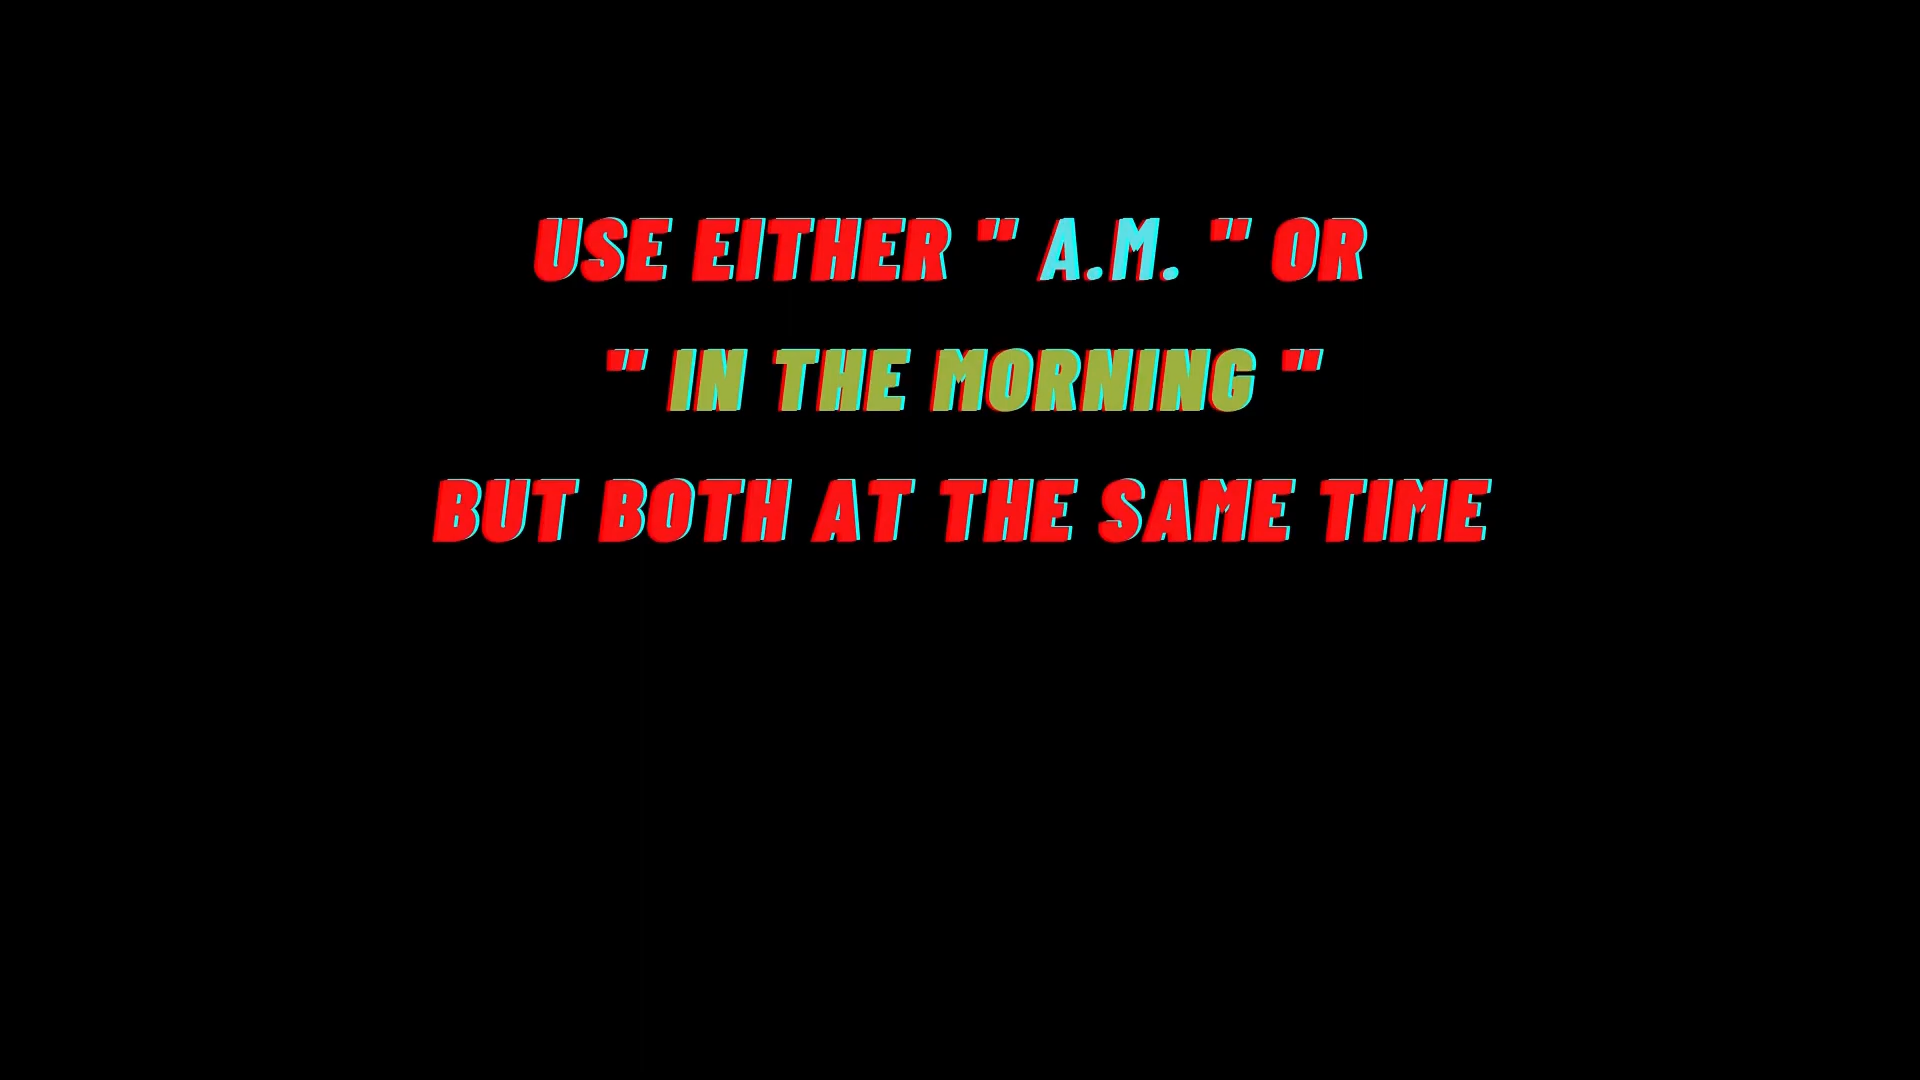 USE EITHER " A.M. " OR
" IN THE MORNING "
BUT BOTH AT THE SAME TIME